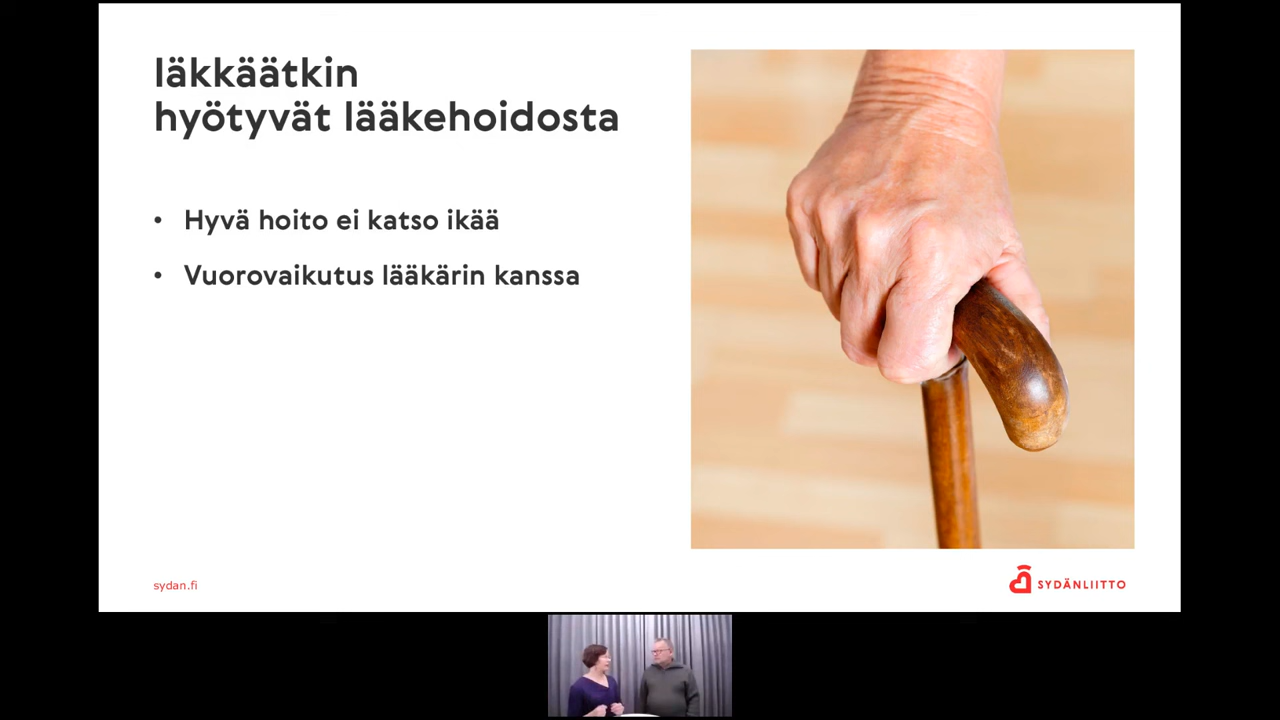 Iäkkäätkin
hyötyvät lääkehoidosta
• Hyvä hoito ei katso ikää
• Vuorovaikutus lääkärin kanssa
sydan.fi
SYDÄNLIITTO